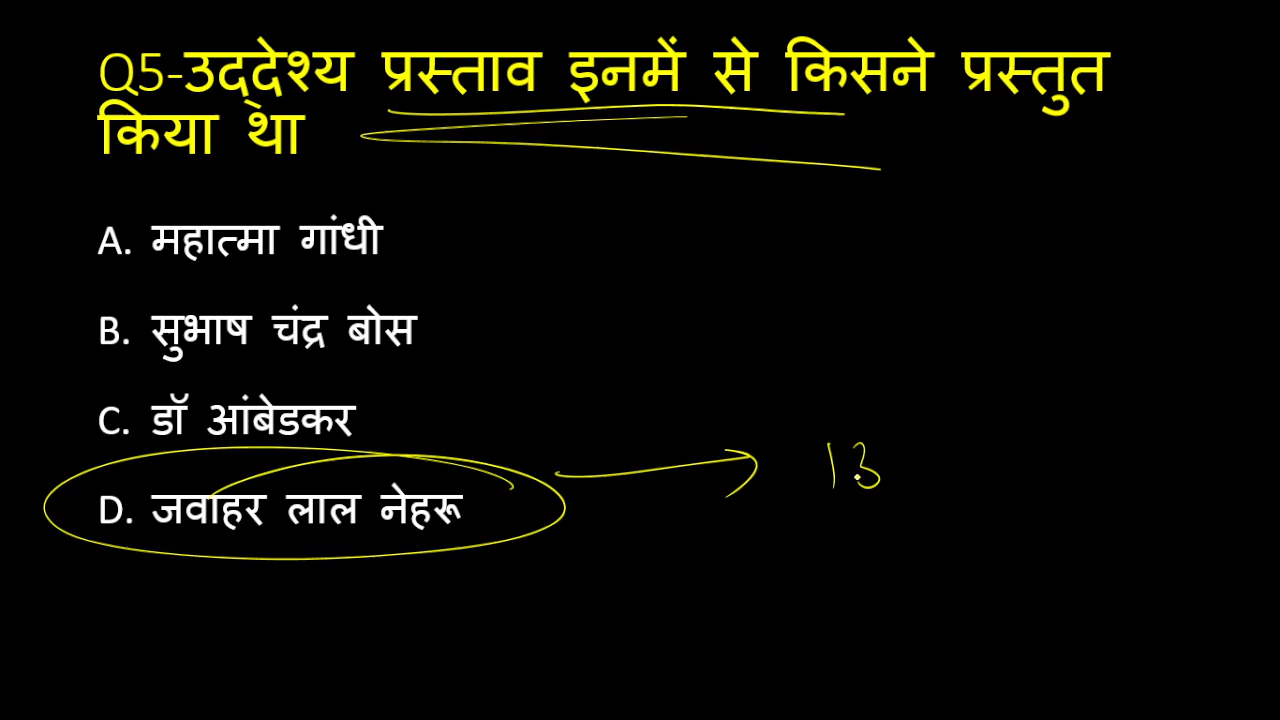 Q5-उद्देश्य प्रस्ताव इनमें से किसने प्रस्तुत
किया था
A. महात्मा गांधी
B. सुभाष चंद्र बोस
C. डॉ आंबेडकर
D. जवाहर लाल नेहरू
13